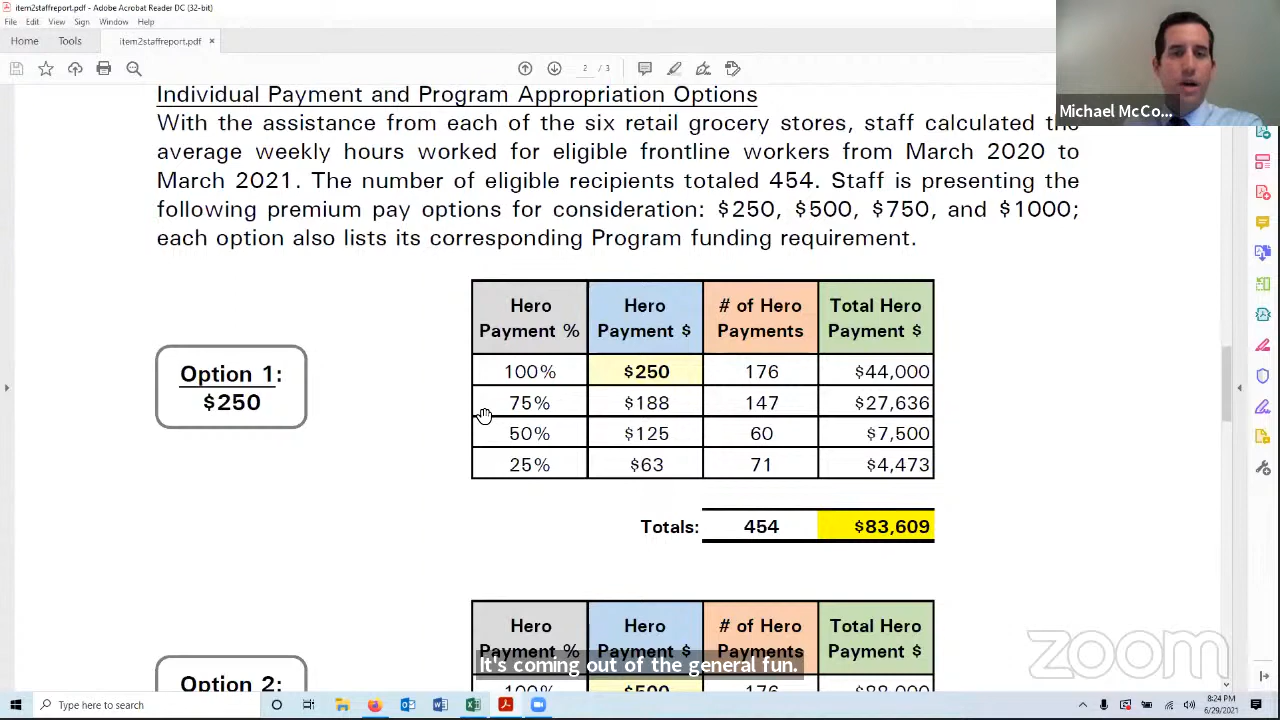 item2staffreport.pdf - Adobe Acrobat Reader DC (32-bit)
File Edit View Sign Window Help
Home Tools item2staffreport.pdf ×
2 / 3
Michael McCo...
Individual Payment and Program Appropriation Options
With the assistance from each of the six retail grocery stores, staff calculated the
average weekly hours worked for eligible frontline workers from March 2020 to
March 2021. The number of eligible recipients totaled 454. Staff is presenting the
following premium pay options for consideration: $250, $500, $750, and $1000;
each option also lists its corresponding Program funding requirement.
Option 1:
$250
Hero Payment % Hero Payment $ # of Hero Payments Total Hero Payment $
100% $250 176 $44,000
75% $188 147 $27,636
50% $125 60 $7,500
25% $63 71 $4,473
Totals: 454 $83,609
Option 2:
Hero Payment % Hero Payment $ # of Hero Payments Total Hero Payment $
100% $500 176 $88,000
It's coming out of the general fun.
zoom
Type here to search
8:24 PM
6/29/2021